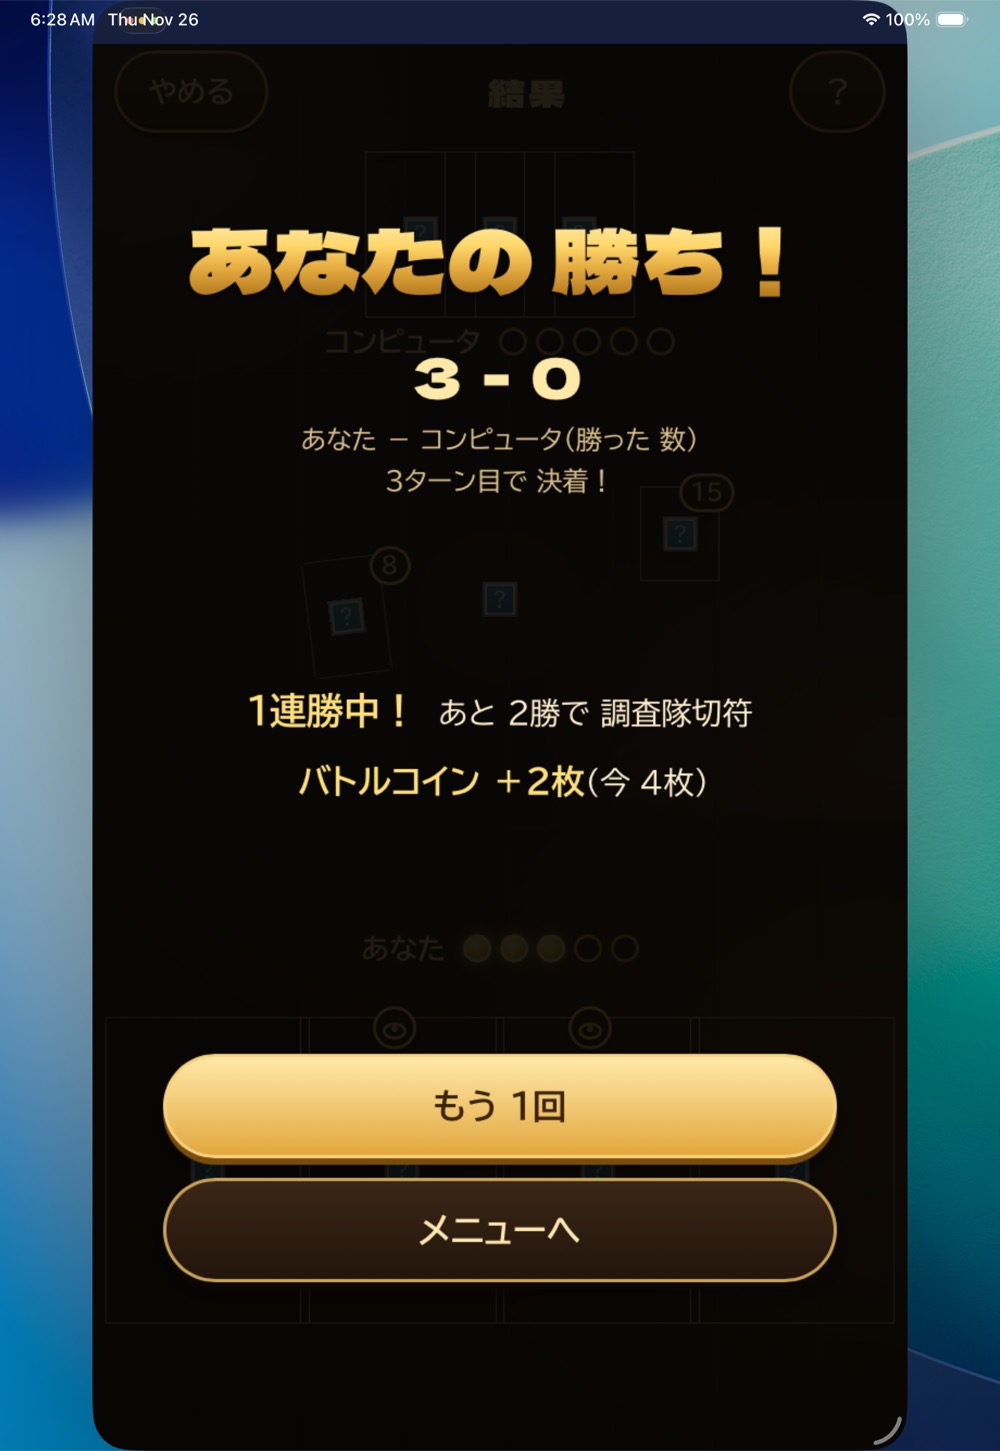 6:28 AM Thu Nov 26
100%
やめる
結果
?
? ? ?
あなたの 勝ち！
コンピュータ
3 - 0
あなた － コンピュータ（勝った 数）
3ターン目で 決着！
15
?
8
?
?
1連勝中！ あと 2勝で 調査隊切符
バトルコイン ＋2枚（今 4枚）
あなた
もう 1回
? ? ? ?
メニューへ